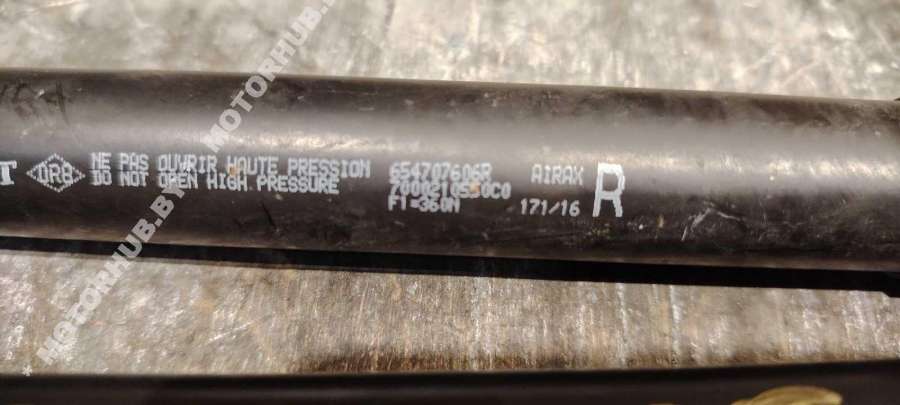 T ORB NE PAS OUVRIR HAUTE PRESSION 654707606R AIRAX R
DO NOT OPEN HIGH PRESSURE
F1=360N 171/16
* MOTORHUB.BY * MOTORHUB